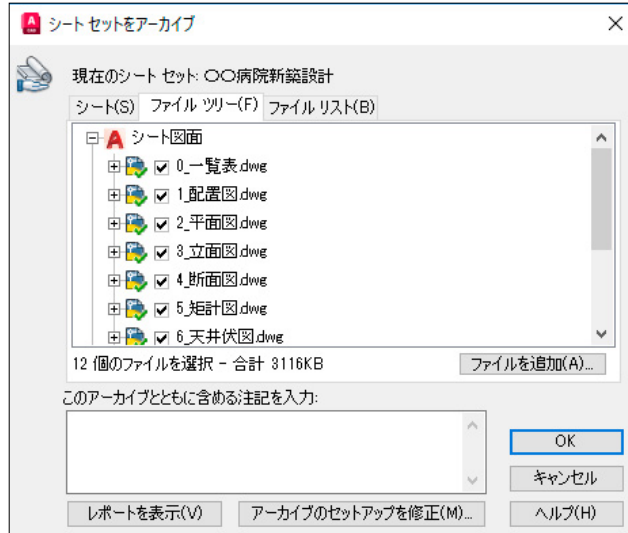 シート セットをアーカイブ
現在のシート セット: 〇〇病院新築設計
シート(S) ファイル ツリー(F) ファイル リスト(B)
シート図面
0_一覧表.dwg
1_配置図.dwg
2_平面図.dwg
3_立面図.dwg
4_断面図.dwg
5_矩計図.dwg
6_天井伏図.dwg
12 個のファイルを選択 - 合計 3116KB ファイルを追加(A)...
このアーカイブとともに含める注記を入力:
OK
キャンセル
レポートを表示(V) アーカイブのセットアップを修正(M)... ヘルプ(H)